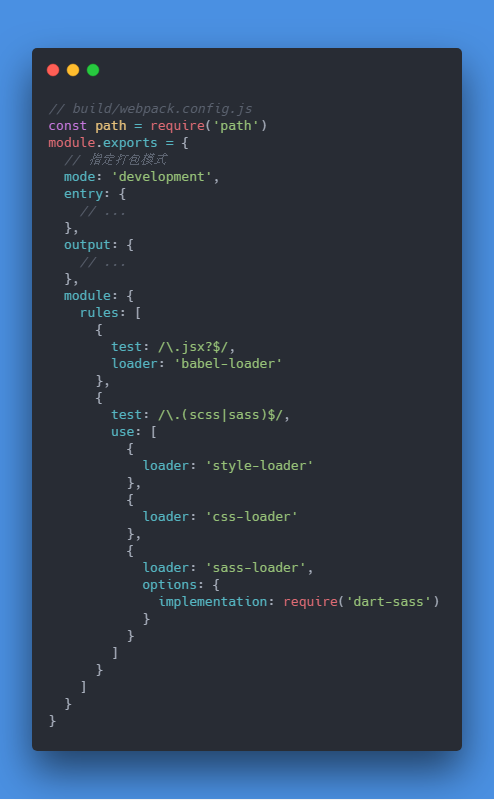 // build/webpack.config.js
const path = require('path')
module.exports = {
  // 指定打包模式
  mode: 'development',
  entry: {
    // ...
  },
  output: {
    // ...
  },
  module: {
    rules: [
      {
        test: /\.jsx?$/,
        loader: 'babel-loader'
      },
      {
        test: /\.(scss|sass)$/,
        use: [
          {
            loader: 'style-loader'
          },
          {
            loader: 'css-loader'
          },
          {
            loader: 'sass-loader',
            options: {
              implementation: require('dart-sass')
            }
          }
        ]
      }
    ]
  }
}